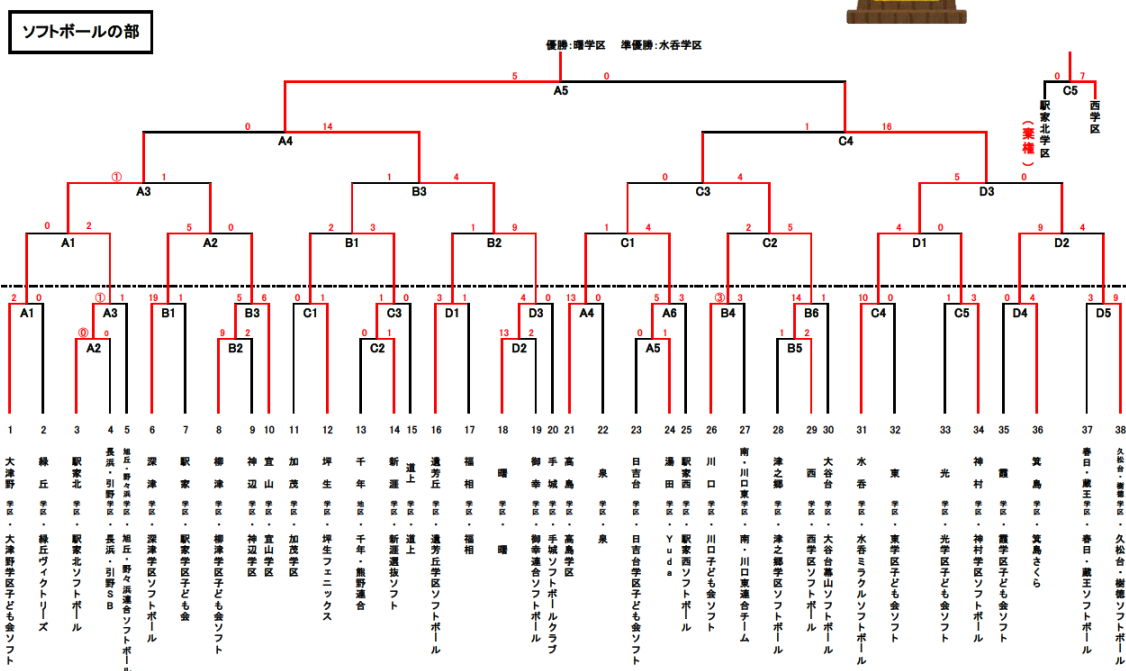 ソフトボールの部
優勝:曙学区 準優勝:水呑学区
5 0
A5
0 7
C5
駅家北学区
(棄権)
西学区
0 14
A4
1 16
C4
① 1
A3
1 4
B3
0 4
C3
5 0
D3
0 2
A1
5 0
A2
2 3
B1
1 9
B2
1 4
C1
2 5
C2
4 0
D1
9 4
D2
2 0
A1
① 1
A3
19 1
B1
5 6
B3
0 1
C1
1 0
C3
3 1
D1
4 0
D3
13 0
A4
5 3
A6
③ 3
B4
14 1
B6
10 0
C4
1 3
C5
0 4
D4
3 9
D5
⓪ 0
A2
9 2
B2
0 1
C2
13 2
D2
0 1
A5
1 2
B5
1 大津野 学区・大津野学区子ども会ソフト
2 緑丘 学区・緑丘ヴィクトリーズ
3 駅家北 学区・駅家北ソフトボール
4 長浜・引野 学区・長浜・引野SB
5 旭丘・野々浜 学区・旭丘・野々浜連合ソフトボール
6 深津 学区・深津学区ソフトボール
7 駅家 学区・駅家学区子ども会
8 柳津 学区・柳津学区子ども会ソフト
9 神辺 学区・神辺学区
10 宜山 学区・宜山学区
11 加茂 学区・加茂学区
12 坪生 学区・坪生フェニックス
13 千年 地区・千年・熊野連合
14 新涯 学区・新涯選抜ソフト
15 道上 学区・道上
16 遺芳丘 学区・遺芳丘学区ソフトボール
17 福相 学区・福相
18 曙 学区・曙
19 御幸 学区・御幸連合ソフトボール
20 手城 学区・手城ソフトボールクラブ
21 高島 学区・高島学区
22 泉 学区・泉
23 日吉台 学区・日吉台学区子ども会ソフト
24 湯田 学区・Yuda
25 駅家西 学区・駅家西ソフトボール
26 川口 学区・川口子ども会ソフト
27 南・川口東 学区・南・川口東連合チーム
28 津之郷 学区・津之郷学区ソフトボール
29 西 学区・西学区ソフトボール
30 大谷台 学区・大谷台幕山ソフトボール
31 水呑 学区・水呑ミラクルソフトボール
32 東 学区・東学区子ども会ソフト
33 光 学区・光学区子ども会ソフト
34 神村 学区・神村学区ソフトボール
35 霞 学区・霞学区子ども会ソフト
36 箕島 学区・箕島さくら
37 春日・蔵王 学区・春日・蔵王ソフトボール
38 久松台・樹徳 学区・久松台・樹徳ソフトボール